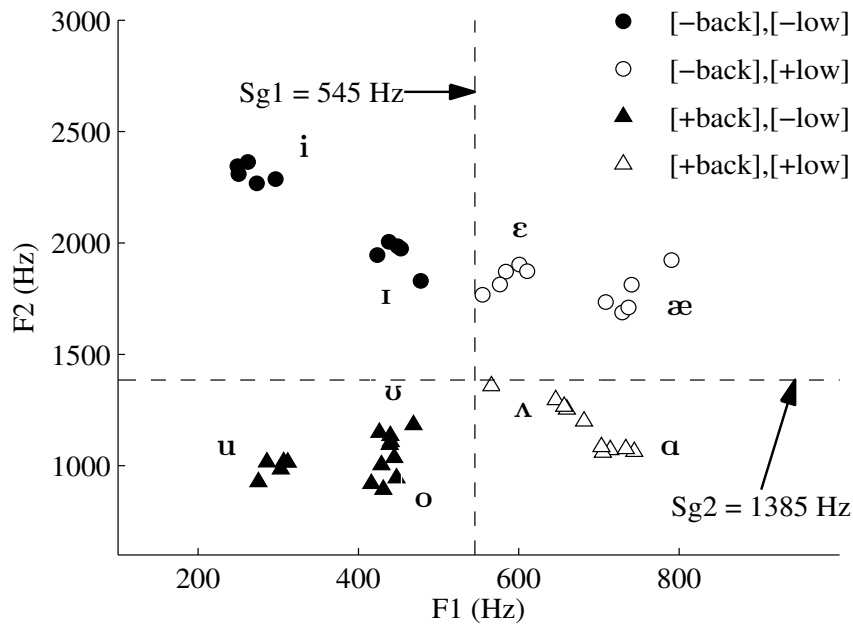 3000
[−back],[−low]
[−back],[+low]
[+back],[−low]
[+back],[+low]
Sg1 = 545 Hz
2500
i
2000
ɛ
ɪ
æ
F2 (Hz)
1500
ʊ
ʌ
u
ɑ
1000
o
Sg2 = 1385 Hz
200
400
600
800
F1 (Hz)